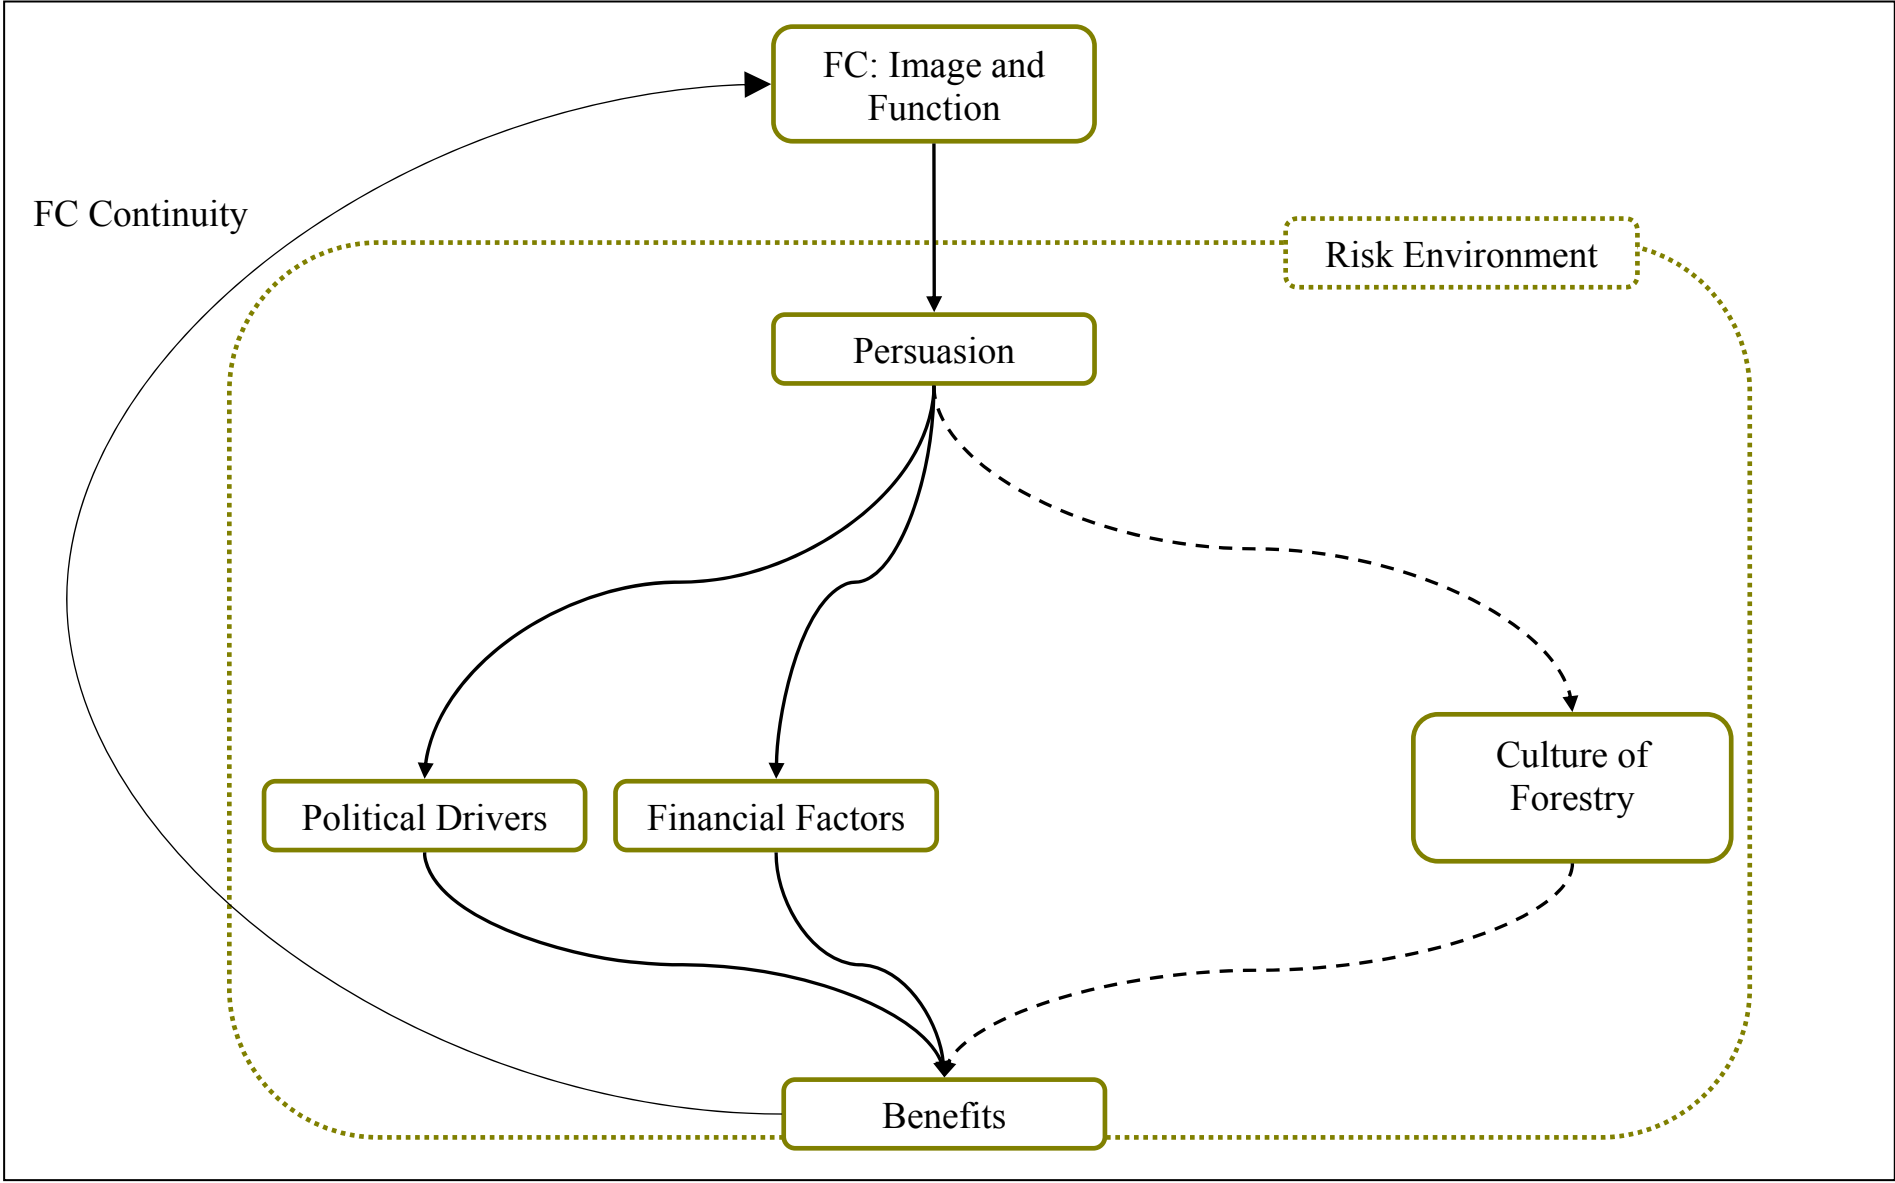 FC: Image and
Function
FC Continuity
Risk Environment
Persuasion
Culture of
Forestry
Political Drivers
Financial Factors
Benefits